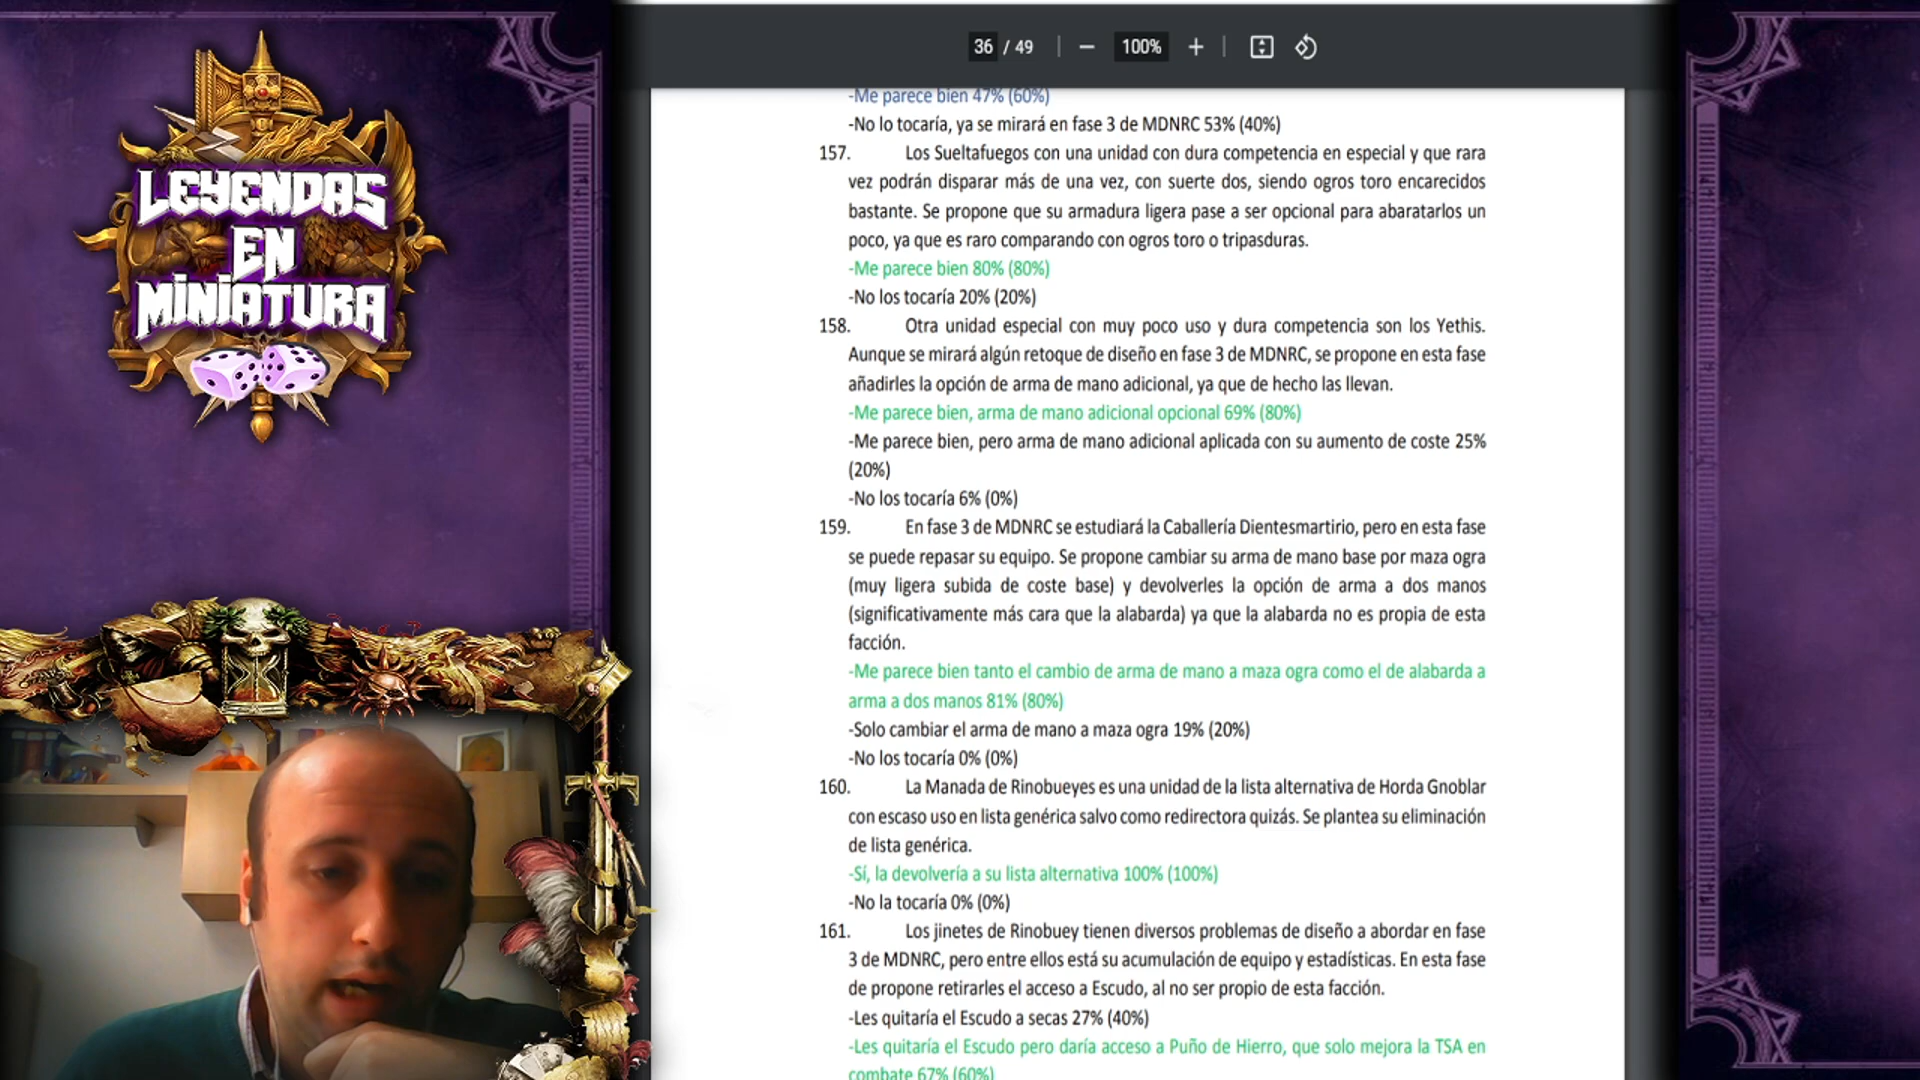 LEYENDAS
EN
MINIATURA
36 / 49
100%
-Me parece bien 47% (60%)
-No lo tocaría, ya se mirará en fase 3 de MDNRC 53% (40%)
157. Los Sueltafuegos con una unidad con dura competencia en especial y que rara
vez podrán disparar más de una vez, con suerte dos, siendo ogros toro encarecidos
bastante. Se propone que su armadura ligera pase a ser opcional para abaratarlos un
poco, ya que es raro comparando con ogros toro o tripasduras.
-Me parece bien 80% (80%)
-No los tocaría 20% (20%)
158. Otra unidad especial con muy poco uso y dura competencia son los Yethis.
Aunque se mirará algún retoque de diseño en fase 3 de MDNRC, se propone en esta fase
añadirles la opción de arma de mano adicional, ya que de hecho las llevan.
-Me parece bien, arma de mano adicional opcional 69% (80%)
-Me parece bien, pero arma de mano adicional aplicada con su aumento de coste 25%
(20%)
-No los tocaría 6% (0%)
159. En fase 3 de MDNRC se estudiará la Caballería Dientesmartirio, pero en esta fase
se puede repasar su equipo. Se propone cambiar su arma de mano base por maza ogra
(muy ligera subida de coste base) y devolverles la opción de arma a dos manos
(significativamente más cara que la alabarda) ya que la alabarda no es propia de esta
facción.
-Me parece bien tanto el cambio de arma de mano a maza ogra como el de alabarda a
arma a dos manos 81% (80%)
-Solo cambiar el arma de mano a maza ogra 19% (20%)
-No los tocaría 0% (0%)
160. La Manada de Rinobueyes es una unidad de la lista alternativa de Horda Gnoblar
con escaso uso en lista genérica salvo como redirectora quizás. Se plantea su eliminación
de lista genérica.
-Sí, la devolvería a su lista alternativa 100% (100%)
-No la tocaría 0% (0%)
161. Los jinetes de Rinobuey tienen diversos problemas de diseño a abordar en fase
3 de MDNRC, pero entre ellos está su acumulación de equipo y estadísticas. En esta fase
de propone retirarles el acceso a Escudo, al no ser propio de esta facción.
-Les quitaría el Escudo a secas 27% (40%)
-Les quitaría el Escudo pero daría acceso a Puño de Hierro, que solo mejora la TSA en
combate 67% (60%)